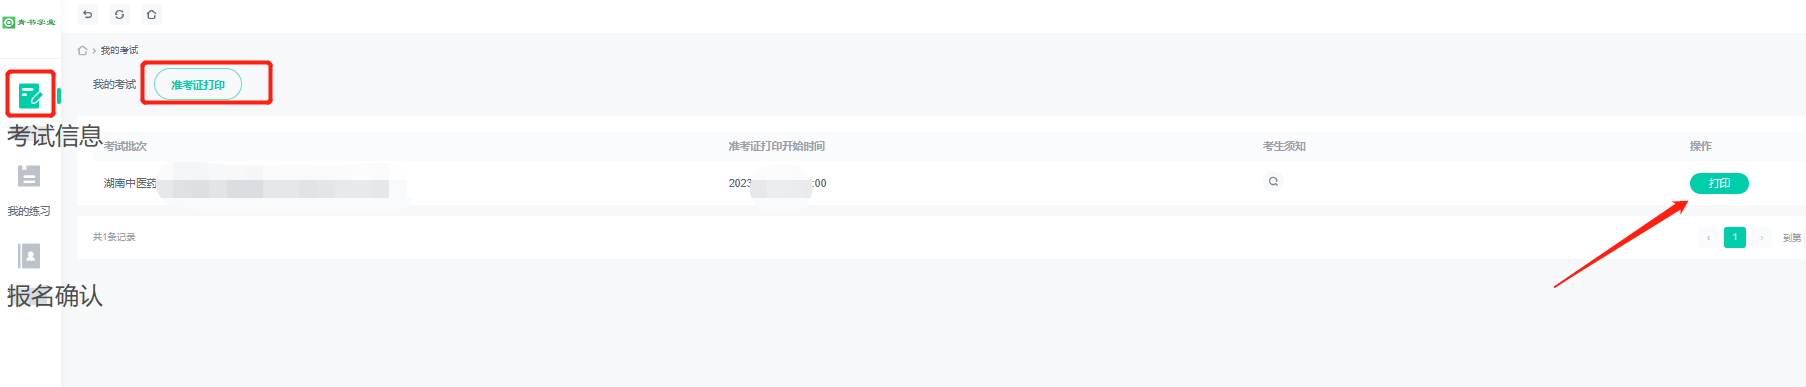 青书学堂
我的考试
我的考试
准考证打印
考试信息
考试批次
准考证打印开始时间
考生须知
操作
湖南中医药
2023
:00
打印
我的练习
共1条记录
1
到第
报名确认